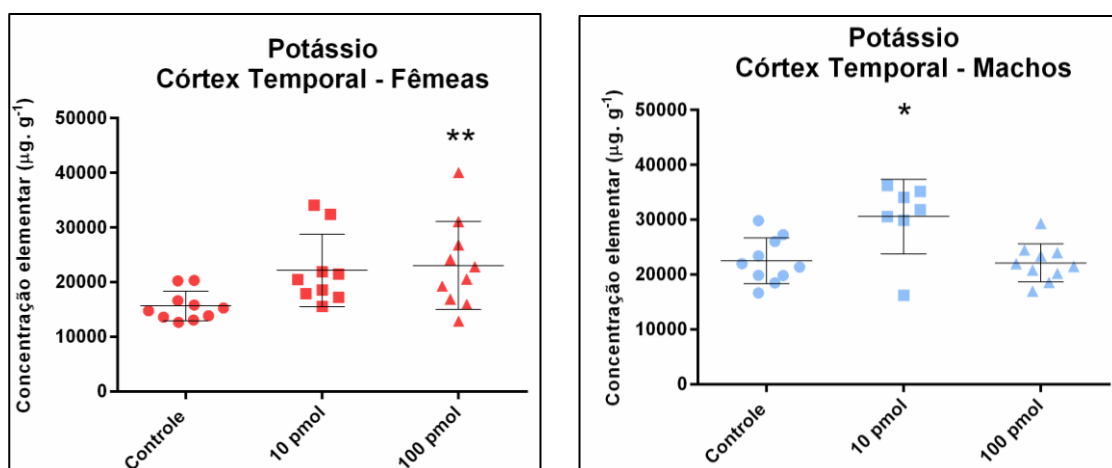 Potássio
Córtex Temporal - Fêmeas
Concentração elementar (µg. g⁻¹)
50000
40000
30000
20000
10000
0
**
Controle
10 pmol
100 pmol
Potássio
Córtex Temporal - Machos
Concentração elementar (µg. g⁻¹)
50000
40000
30000
20000
10000
0
*
Controle
10 pmol
100 pmol